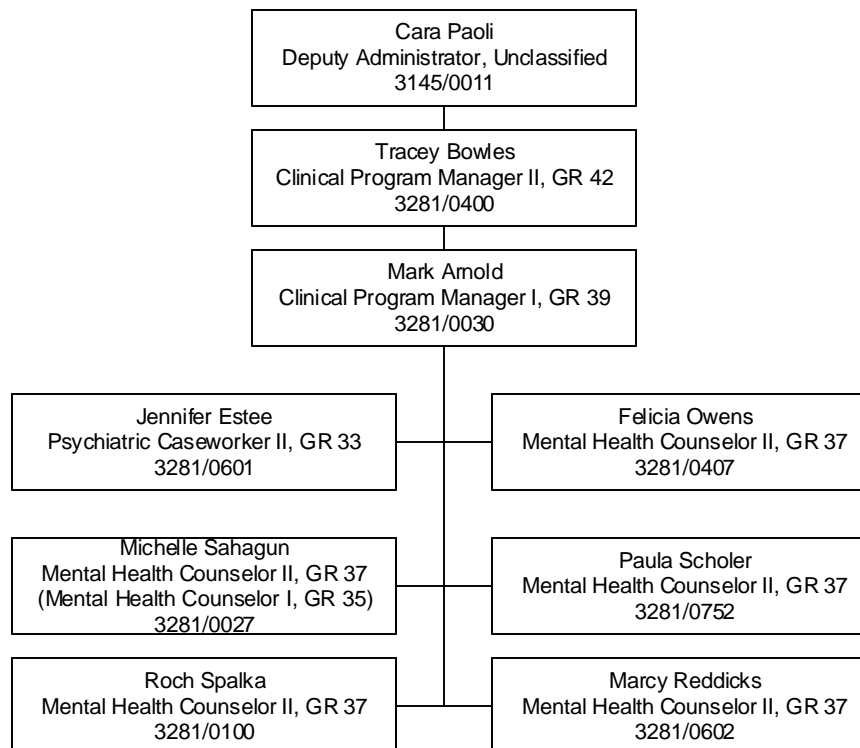 Cara Paoli
Deputy Administrator, Unclassified
3145/0011
Tracey Bowles
Clinical Program Manager II, GR 42
3281/0400
Mark Arnold
Clinical Program Manager I, GR 39
3281/0030
Jennifer Estee
Psychiatric Caseworker II, GR 33
3281/0601
Felicia Owens
Mental Health Counselor II, GR 37
3281/0407
Michelle Sahagun
Mental Health Counselor II, GR 37
(Mental Health Counselor I, GR 35)
3281/0027
Paula Scholer
Mental Health Counselor II, GR 37
3281/0752
Roch Spalka
Mental Health Counselor II, GR 37
3281/0100
Marcy Reddicks
Mental Health Counselor II, GR 37
3281/0602